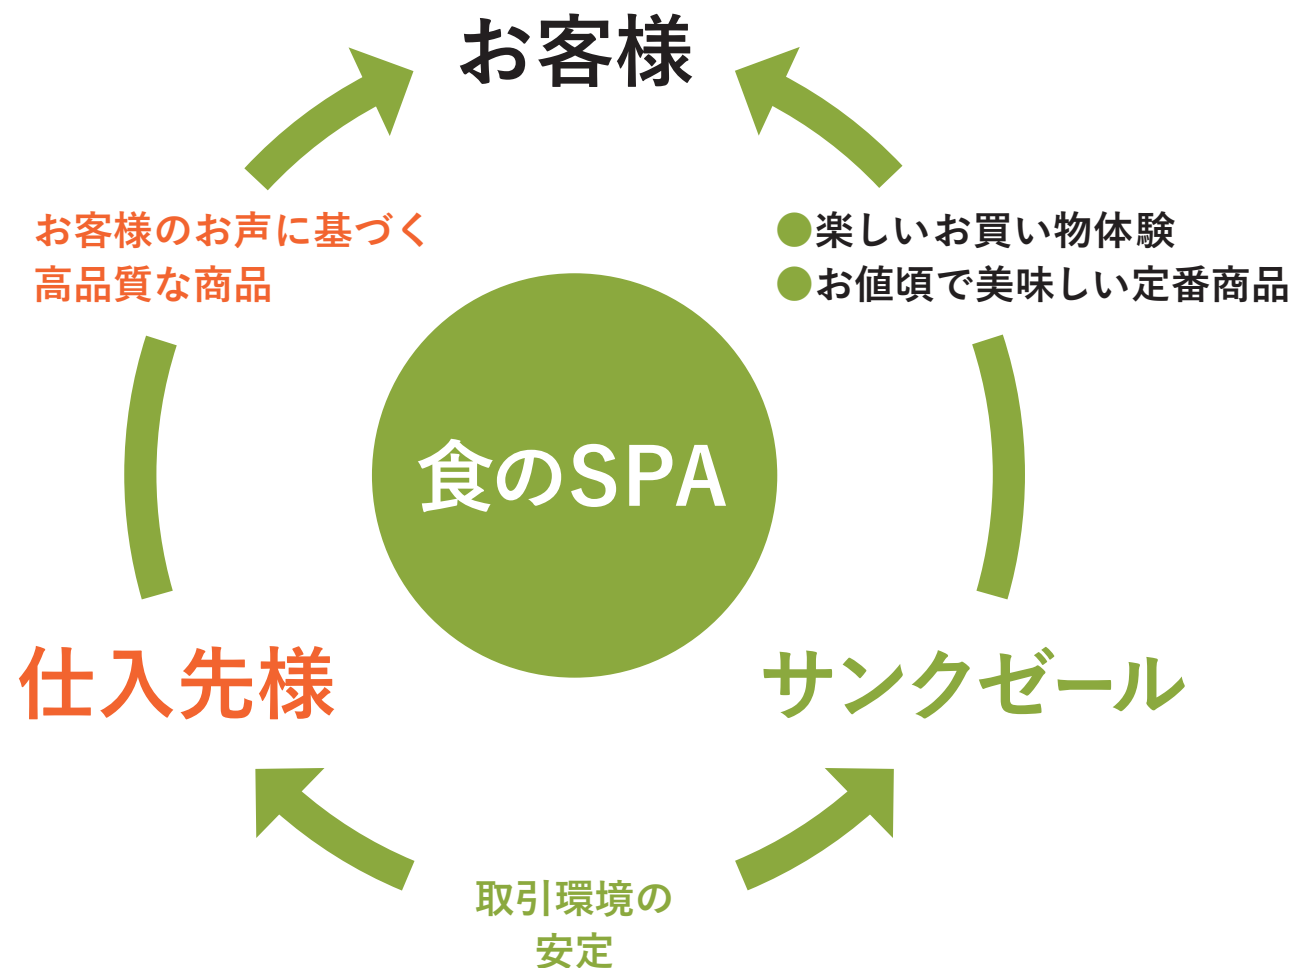 お客様
お客様のお声に基づく
高品質な商品
●楽しいお買い物体験
●お値頃で美味しい定番商品
食のSPA
仕入先様
サンクゼール
取引環境の
安定